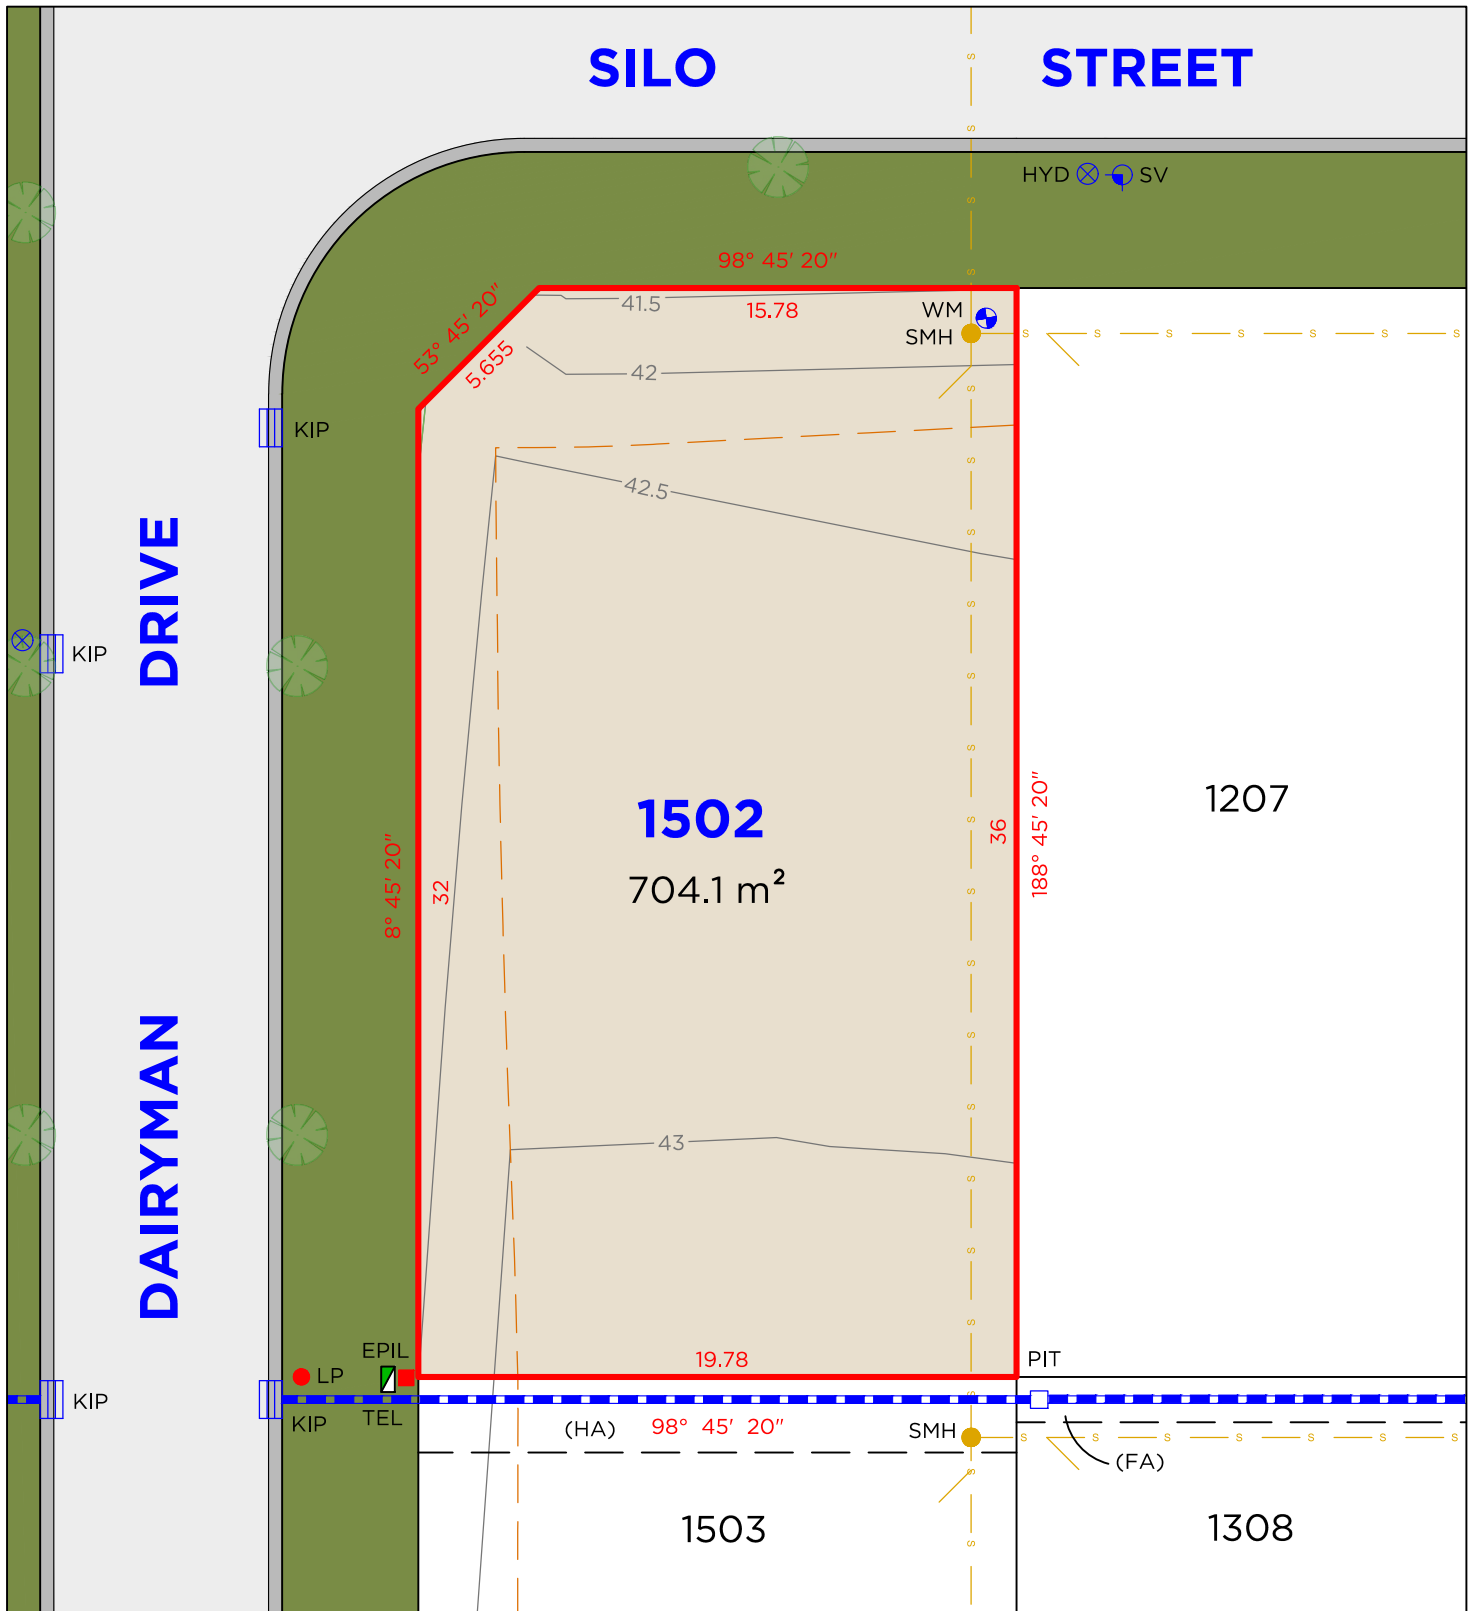 SILO STREET
HYD SV
98° 45' 20"
41.5
15.78
WM
SMH
53° 45' 20"
5.655
42
KIP
42.5
DRIVE
KIP
1207
1502
704.1 m²
36
188° 45' 20"
8° 45' 20"
32
DAIRYMAN
43
EPIL
LP
19.78
PIT
KIP
KIP
TEL
(HA)
98° 45' 20"
SMH
(FA)
1503
1308
s s s s s s s s s s s s s s s s s s s s
s s s s s s s
s s s s s s s